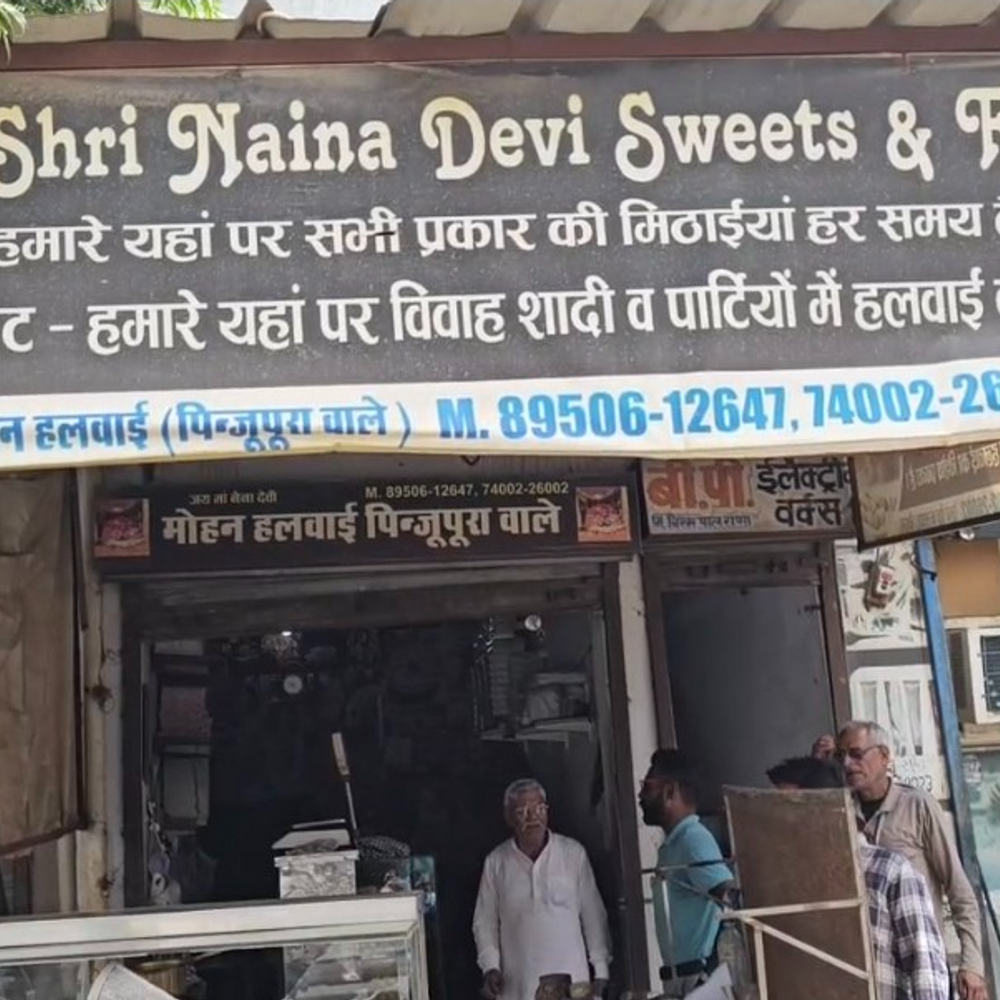 Shri Naina Devi Sweets &
हमारे यहां पर सभी प्रकार की मिठाईयां हर समय
ट - हमारे यहां पर विवाह शादी व पार्टियों में हलवाई
न हलवाई (पिन्जूपूरा वाले) M. 89506-12647, 74002-26
जय मां नैना देवी M. 89506-12647, 74002-26002
मोहन हलवाई पिन्जूपूरा वाले
बी.पी. ईलेक्ट्री
वर्क्स